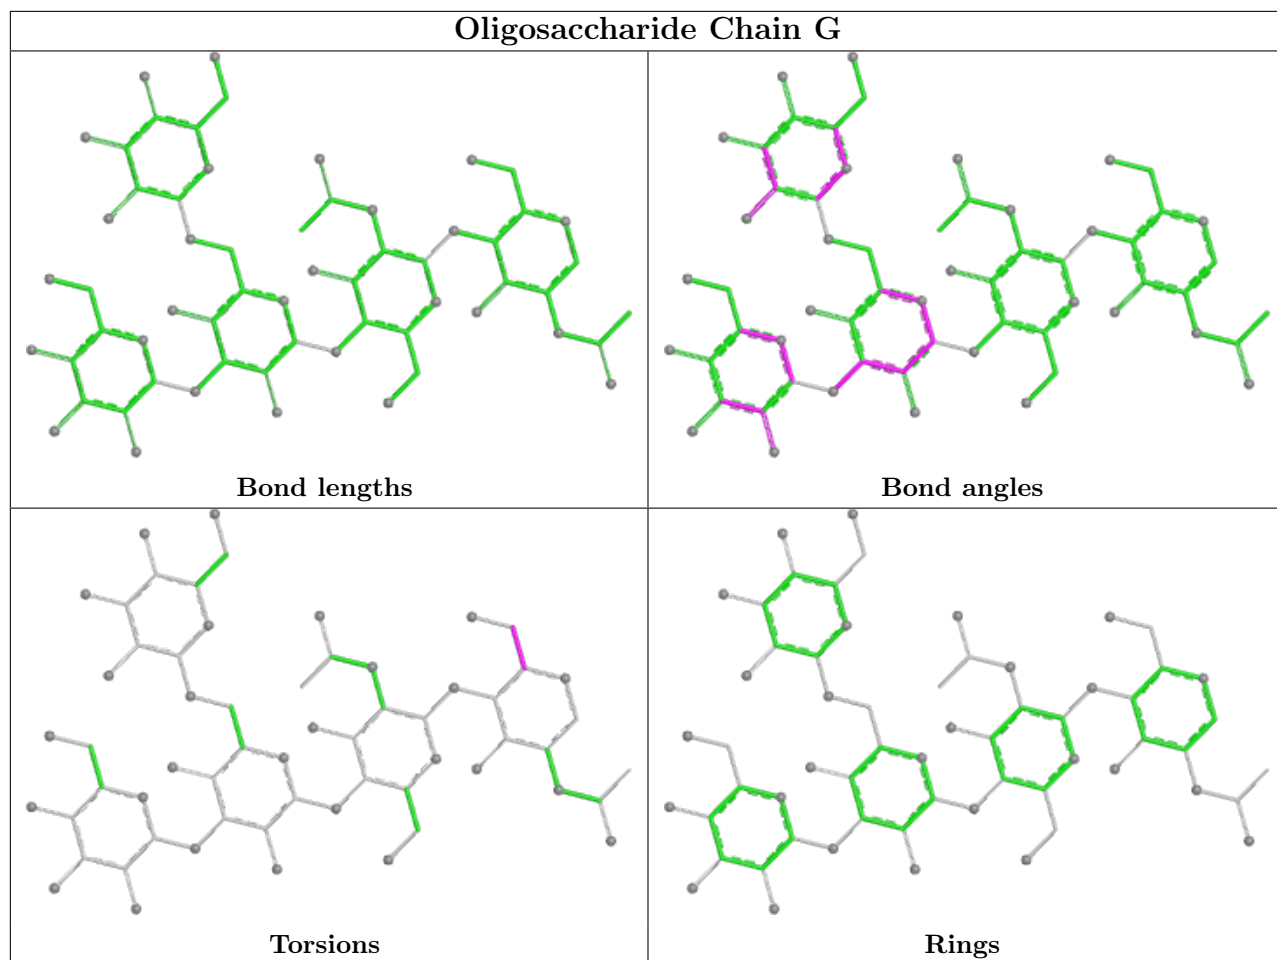 Oligosaccharide Chain G
Bond lengths
Bond angles
Torsions
Rings